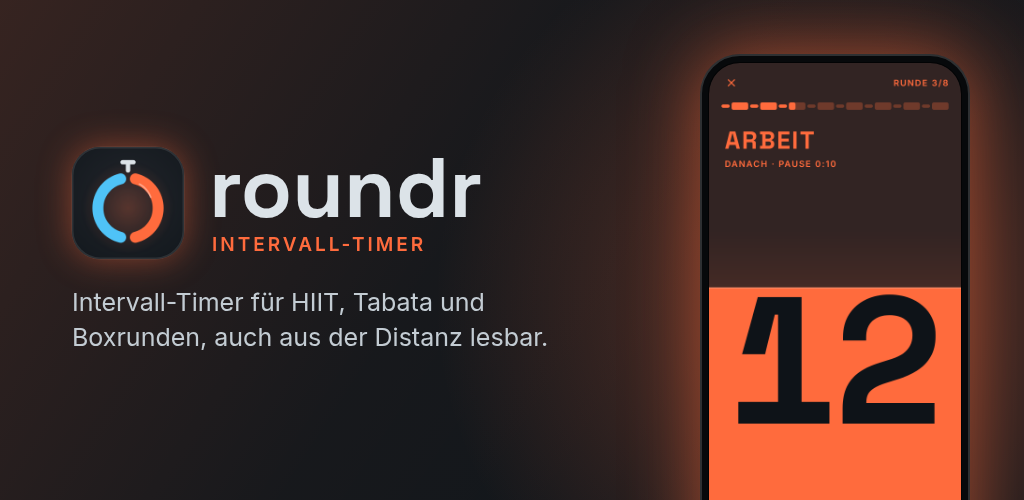 roundr
INTERVALL-TIMER
Intervall-Timer für HIIT, Tabata und
Boxrunden, auch aus der Distanz lesbar.
× RUNDE 3/8
ARBEIT
DANACH · PAUSE 0:10
12